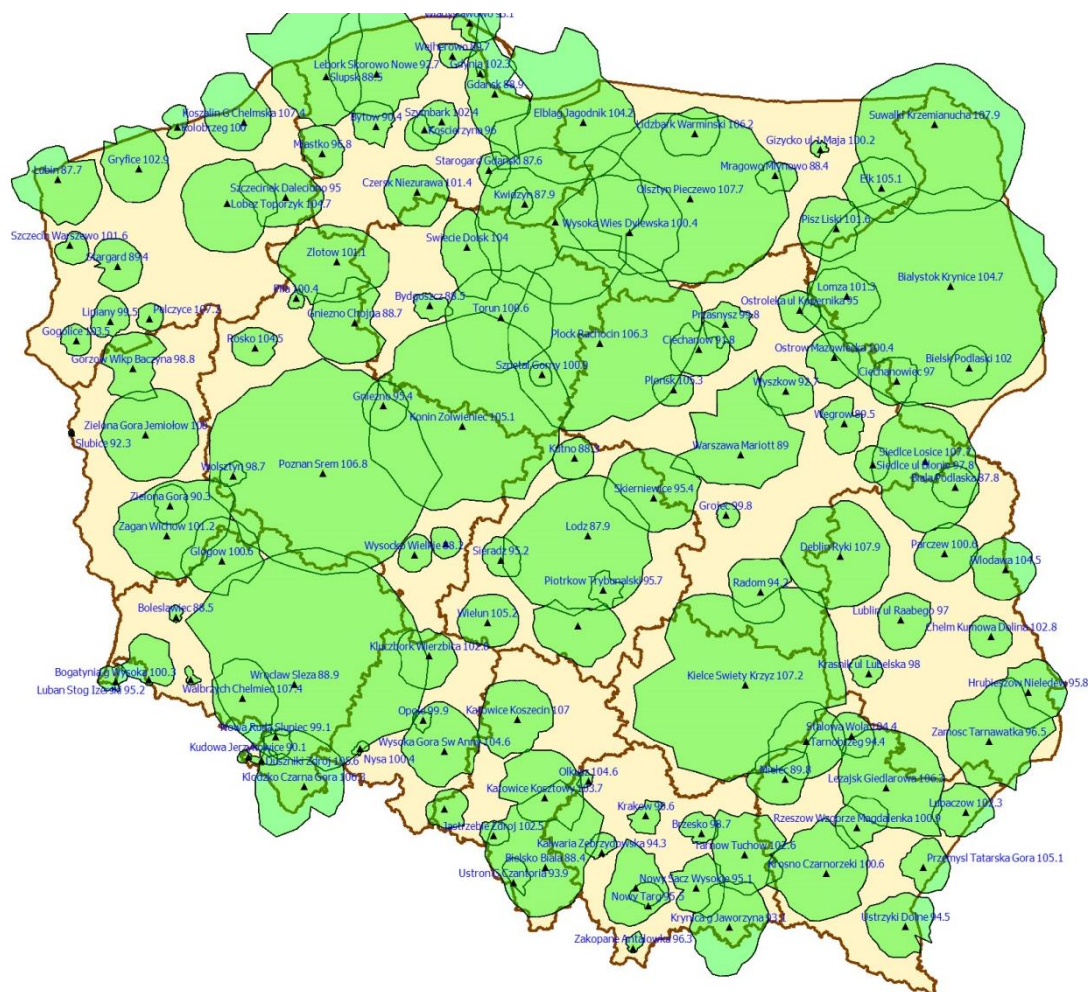 Wejherowo 89.7
Gdynia 102.3
Lebork Skorowo Nowe 92.7
Slupsk 88.5
Gdansk 88.9
Koszalin G Chelmska 107.4
Kolobrzeg 100
Bytow 90.4
Szymbark 102.4
Koscierzyna 96
Elblag Jagodnik 104.2
Lidzbark Warminski 106.2
Suwalki Krzemianucha 107.9
Gizycko ul 1 Maja 100.2
Miastko 96.8
Gryfice 102.9
Lubin 87.7
Starogard Gdanski 87.6
Mragowo Mlynowo 88.4
Elk 105.1
Szczecinek Daleciono 95
Lobez Toporzyk 104.7
Czersk Niezurawa 101.4
Kwidzyn 87.9
Olsztyn Pieczewo 107.7
Pisz Liski 101.6
Wysoka Wies Dylewska 100.4
Szczecin Warszewo 101.6
Stargard 89.4
Zlotow 101.1
Swiecie Dolsk 104
Bialystok Krynice 104.7
Lomza 101.3
Ostroleka ul Kopernika 95
Pila 100.4
Bydgoszcz 88.5
Torun 100.6
Lipiany 99.5
Pelczyce 107.2
Gniezno Chojna 88.7
Przasnysz 99.8
Plock Rachocin 106.3
Gogolice 103.5
Rosko 104.5
Ciechanow 91.8
Ostrow Mazowiecka 100.4
Gorzow Wlkp Baczyna 98.8
Szpetal Gorny 100.9
Bielsk Podlaski 102
Ciechanowiec 97
Plonsk 105.3
Wyszkow 92.7
Gniezno 95.4
Konin Zolwieniec 105.1
Wegrow 89.5
Zielona Gora Jemiołow 103
Slubice 92.3
Warszawa Mariott 89
Kutno 88.3
Siedlce Losice 107.7
Siedlce ul Blonie 97.8
Wolsztyn 98.7
Poznan Srem 106.8
Biala Podlaska 87.8
Skierniewice 95.4
Zielona Gora 90.3
Grojec 99.8
Zagan Wichow 101.2
Lodz 87.9
Glogow 100.6
Wysocko Wielkie 88.2
Sieradz 95.2
Deblin Ryki 107.9
Parczew 100.6
Wlodawa 104.5
Radom 94.2
Piotrkow Trybunalski 95.7
Boleslawiec 88.5
Wielun 105.2
Lublin ul Raabego 97
Chelm Kumowa Dolina 102.8
Kluczbork Wierzbica 102.6
Krasnik ul Lubelska 98
Bogatynia g Wysoka 100.3
Luban Stog Izerski 95.2
Wroclaw Sleza 88.9
Walbrzych Chelmiec 107.4
Kielce Swiety Krzyz 107.2
Hrubieszow Nieledew 95.8
Opole 99.9
Katowice Koszecin 107
Nowa Ruda Slupiec 99.1
Stalowa Wola 94.4
Tarnobrzeg 94.4
Zamosc Tarnawatka 96.5
Kudowa Jerzykowice 90.1
Duszniki Zdroj 105.6
Nysa 100.4
Wysoka Gora Sw Anny 104.6
Olkusz 104.6
Mielec 89.8
Klodzko Czarna Gora 106.3
Katowice Kosztowy 103.7
Lezajsk Giedlarowa 106.2
Krakow 93.6
Lubaczow 102.3
Rzeszow Wzgorze Magdalenka 100.9
Jastrzebie Zdroj 102.5
Brzesko 98.7
Kalwaria Zebrzydowska 94.3
Tarnow Tuchow 102.6
Bielsko Biala 88.4
Krosno Czarnorzeki 100.6
Przemysl Tatarska Gora 105.1
Ustron G Czantoria 93.9
Nowy Sacz Wysokie 95.1
Nowy Targ 95.5
Krynica g Jaworzyna 93.1
Ustrzyki Dolne 94.5
Zakopane Antalowka 96.3